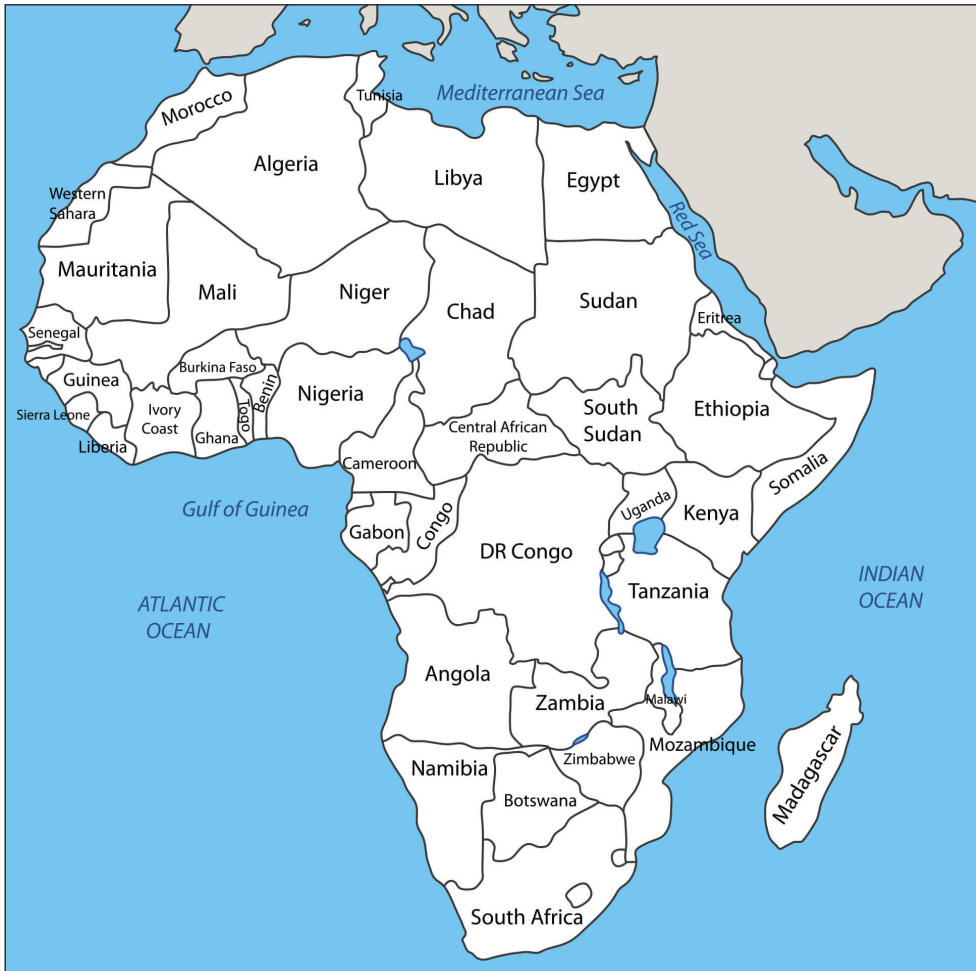 Mediterranean Sea
Tunisia
Morocco
Algeria
Libya
Egypt
Western
Sahara
Red Sea
Mauritania
Mali
Niger
Chad
Sudan
Eritrea
Senegal
Burkina Faso
Guinea
Benin
Nigeria
Togo
Sierra Leone
Ivory
Coast
Ghana
Liberia
Central African
Republic
South
Sudan
Ethiopia
Somalia
Cameroon
Gulf of Guinea
Gabon
Congo
DR Congo
Uganda
Kenya
Tanzania
INDIAN
OCEAN
ATLANTIC
OCEAN
Angola
Zambia
Malawi
Mozambique
Zimbabwe
Namibia
Botswana
Madagascar
South Africa